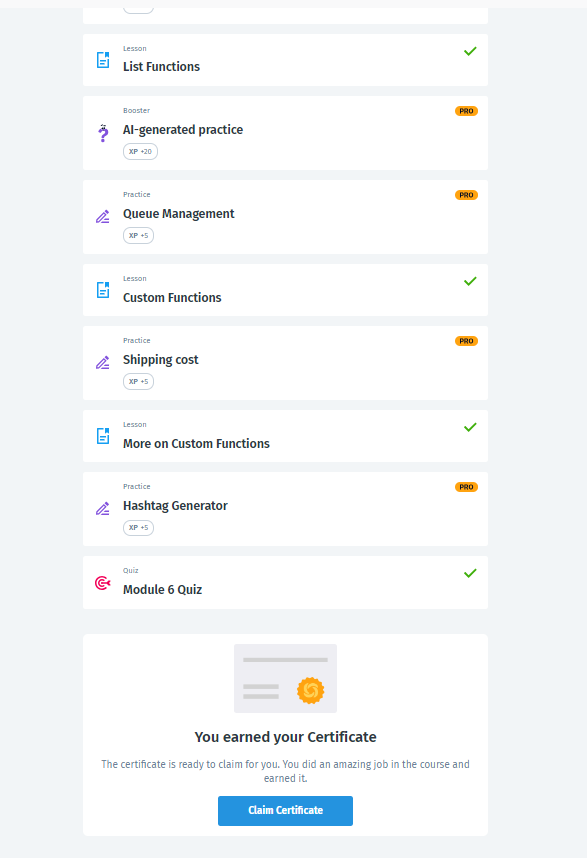 Lesson
List Functions
Booster
PRO
AI-generated practice
XP +20
Practice
PRO
Queue Management
XP +5
Lesson
Custom Functions
Practice
PRO
Shipping cost
XP +5
Lesson
More on Custom Functions
Practice
PRO
Hashtag Generator
XP +5
Quiz
Module 6 Quiz
You earned your Certificate
The certificate is ready to claim for you. You did an amazing job in the course and
earned it.
Claim Certificate